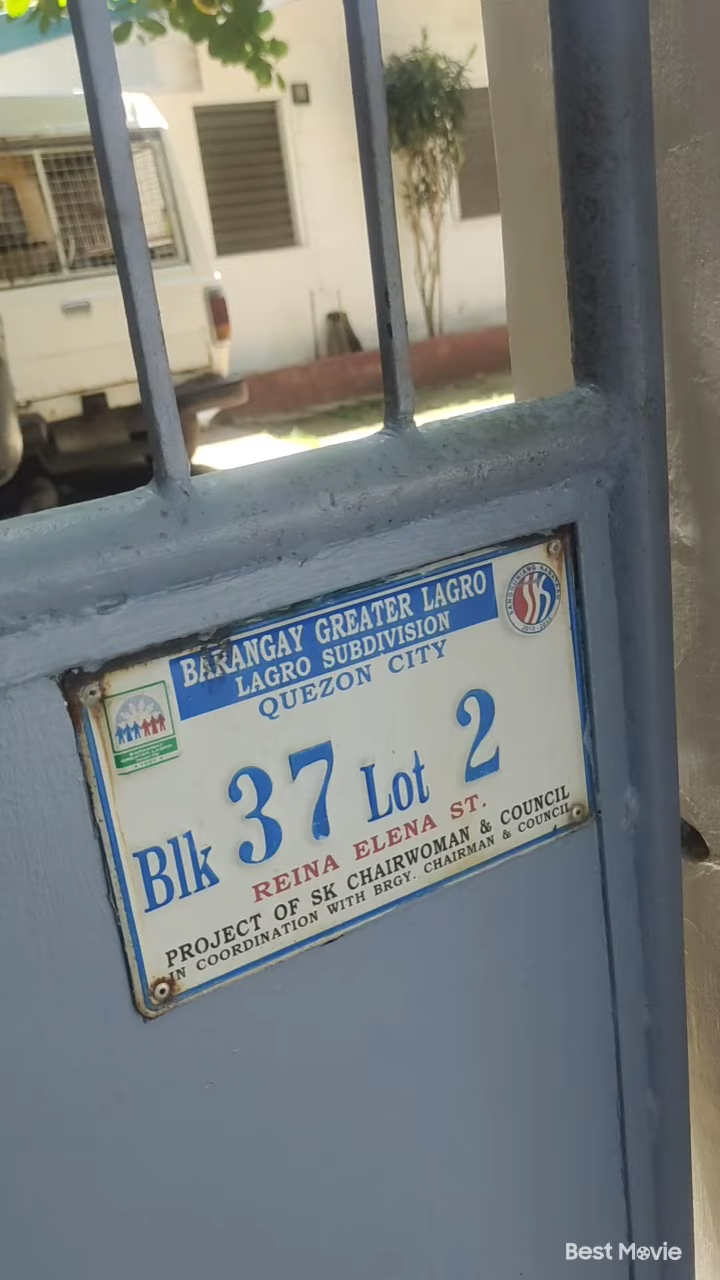 BARANGAY GREATER LAGRO
LAGRO SUBDIVISION
QUEZON CITY
Blk 37 Lot 2
REINA ELENA ST.
PROJECT OF SK CHAIRWOMAN & COUNCIL
IN COORDINATION WITH BRGY. CHAIRMAN & COUNCIL
SK
Best Movie